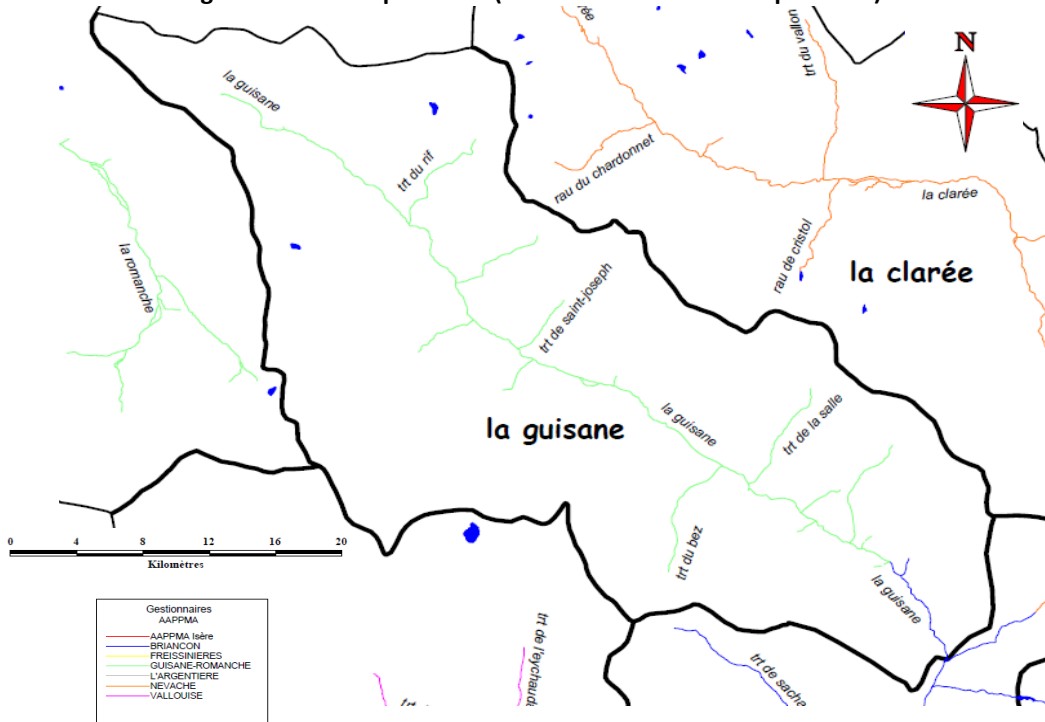 la guisane
trt du rif
rau du chardonnet
trt du vallon
la clarée
la romanche
trt de saint-joseph
rau de cristol
la clarée
la guisane
la guisane
trt de la salle
trt du bez
la guisane
trt de l'eychauda
trt de sacha
N
0 4 8 12 16 20
Kilomètres
Gestionnaires
AAPPMA
AAPPMA Isère
BRIANCON
FREISSINIERES
GUISANE-ROMANCHE
L'ARGENTIERE
NEVACHE
VALLOUISE